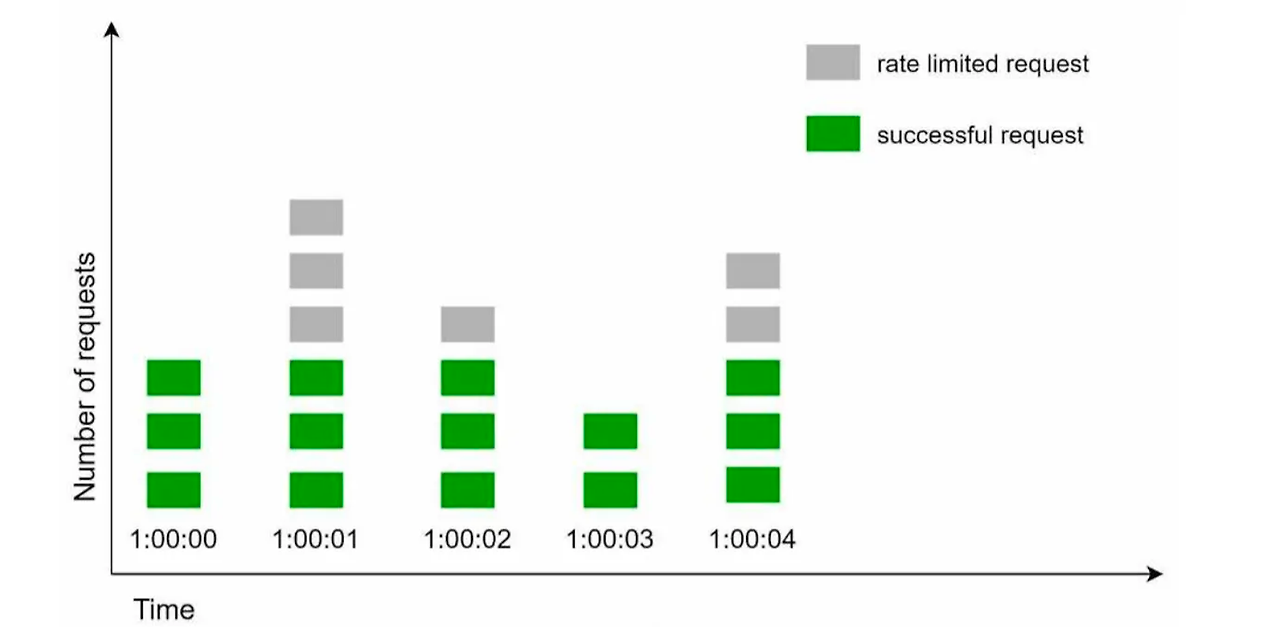 rate limited request
successful request
Number of requests
1:00:00 1:00:01 1:00:02 1:00:03 1:00:04
Time